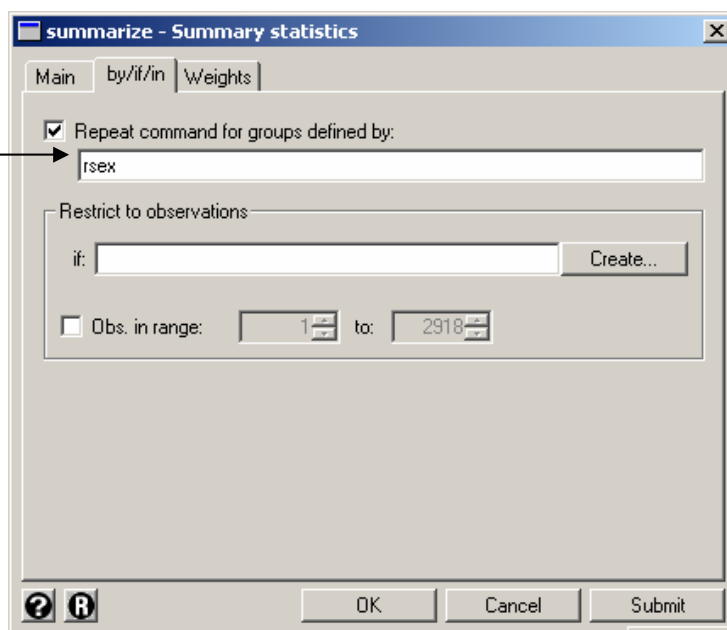 summarize - Summary statistics
Main by/if/in Weights
Repeat command for groups defined by:
rsex
Restrict to observations
if: Create...
Obs. in range: 1 to: 2918
? R OK Cancel Submit